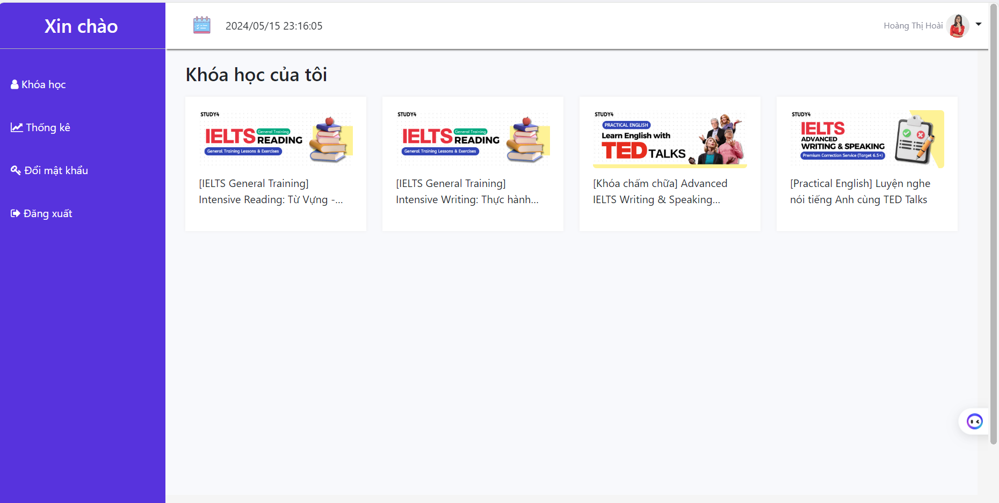 Xin chào
2024/05/15 23:16:05
Hoàng Thị Hoài
Khóa học
Thống kê
Đổi mật khẩu
Đăng xuất
Khóa học của tôi
STUDY4
IELTS General Training
READING
General Training Lessons & Exercises
[IELTS General Training]
Intensive Reading: Từ Vựng -...
STUDY4
IELTS General Training
READING
General Training Lessons & Exercises
[IELTS General Training]
Intensive Writing: Thực hành...
STUDY4
PRACTICAL ENGLISH
Learn English with
TED TALKS
[Khóa chấm chữa] Advanced
IELTS Writing & Speaking...
STUDY4
IELTS
ADVANCED
WRITING & SPEAKING
Premium Correction Service (Target 6.5+)
[Practical English] Luyện nghe
nói tiếng Anh cùng TED Talks